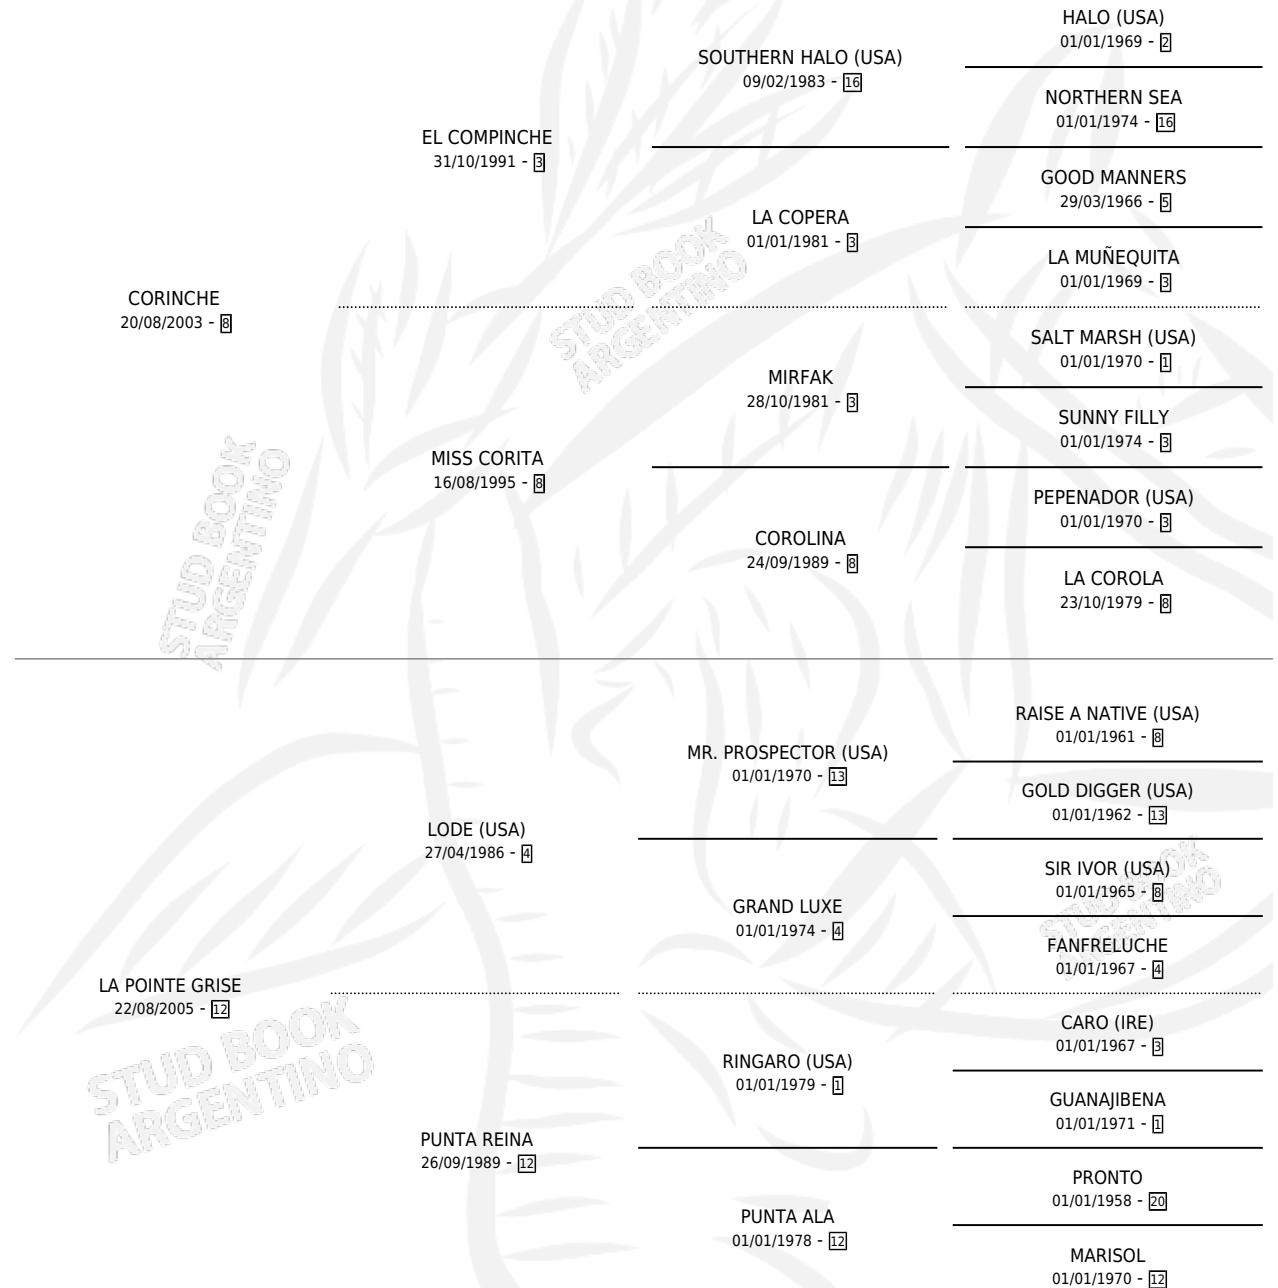 HALO (USA)
01/01/1969 - 2
SOUTHERN HALO (USA)
09/02/1983 - 16
NORTHERN SEA
01/01/1974 - 16
EL COMPINCHE
31/10/1991 - 3
GOOD MANNERS
29/03/1966 - 5
LA COPERA
01/01/1981 - 3
LA MUÑEQUITA
01/01/1969 - 3
CORINCHE
20/08/2003 - 8
STUD BOOK
ARGENTINO
SALT MARSH (USA)
01/01/1970 - 1
MIRFAK
28/10/1981 - 3
SUNNY FILLY
01/01/1974 - 3
MISS CORITA
16/08/1995 - 8
PEPENADOR (USA)
01/01/1970 - 3
COROLINA
24/09/1989 - 8
LA COROLA
23/10/1979 - 8
STUD BOOK
ARGENTINO
RAISE A NATIVE (USA)
01/01/1961 - 8
MR. PROSPECTOR (USA)
01/01/1970 - 13
GOLD DIGGER (USA)
01/01/1962 - 13
LODE (USA)
27/04/1986 - 4
SIR IVOR (USA)
01/01/1965 - 8
GRAND LUXE
01/01/1974 - 4
STUD BOOK
ARGENTINO
FANFRELUCHE
01/01/1967 - 4
LA POINTE GRISE
22/08/2005 - 12
STUD BOOK
ARGENTINO
CARO (IRE)
01/01/1967 - 3
RINGARO (USA)
01/01/1979 - 1
GUANAJIBENA
01/01/1971 - 1
PUNTA REINA
26/09/1989 - 12
PRONTO
01/01/1958 - 20
PUNTA ALA
01/01/1978 - 12
MARISOL
01/01/1970 - 12